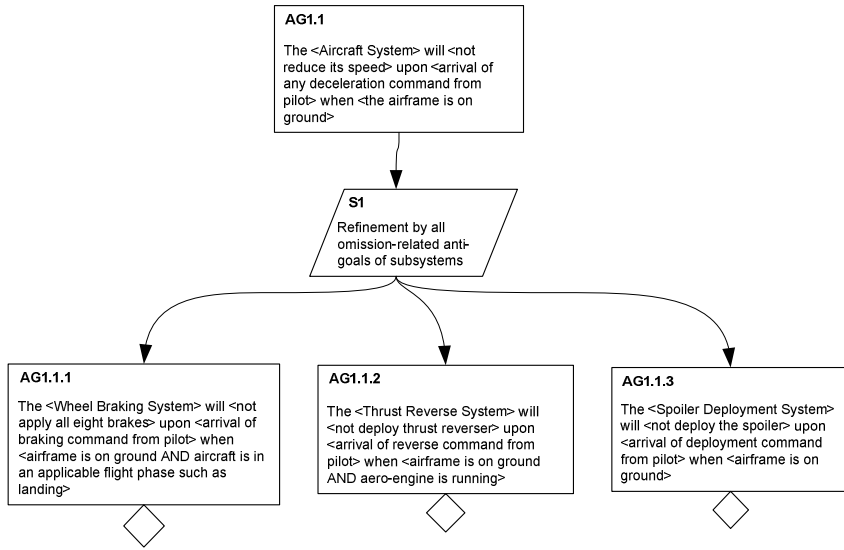 AG1.1
The <Aircraft System> will <not
reduce its speed> upon <arrival of
any deceleration command from
pilot> when <the airframe is on
ground>
S1
Refinement by all
omission-related anti-
goals of subsystems
AG1.1.1
The <Wheel Braking System> will <not
apply all eight brakes> upon <arrival of
braking command from pilot> when
<airframe is on ground AND aircraft is in
an applicable flight phase such as
landing>
AG1.1.2
The <Thrust Reverse System> will
<not deploy thrust reverser> upon
<arrival of reverse command from
pilot> when <airframe is on ground
AND aero-engine is running>
AG1.1.3
The <Spoiler Deployment System>
will <not deploy the spoiler> upon
<arrival of deployment command
from pilot> when <airframe is on
ground>